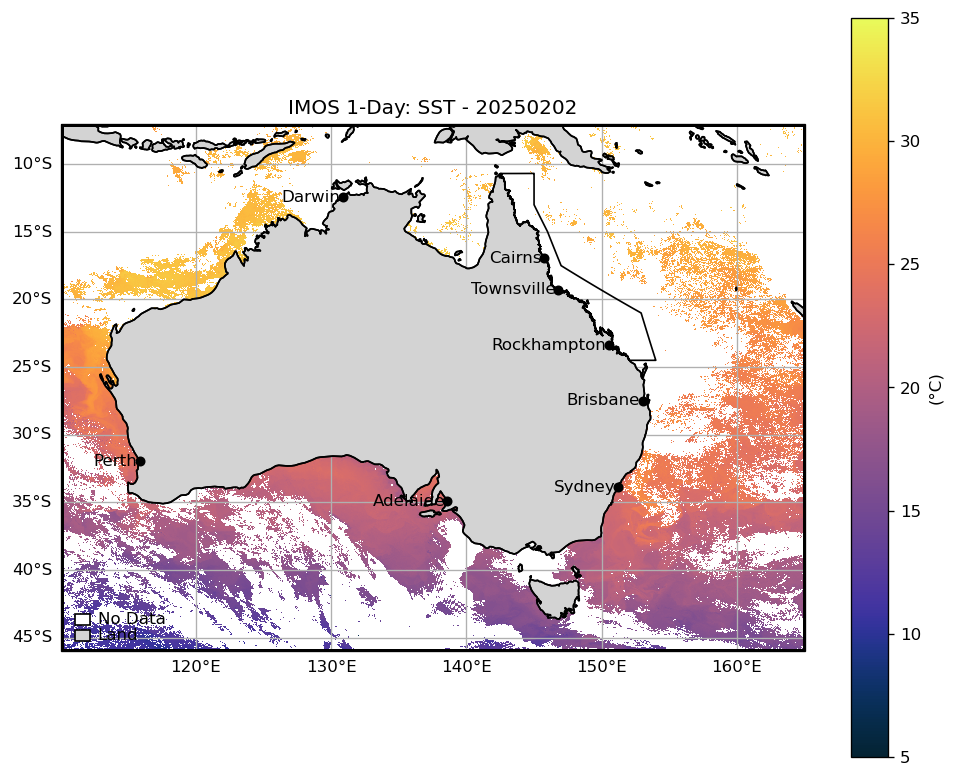 IMOS 1-Day: SST - 20250202
35
30
25
20
15
10
5
(°C)
10°S
15°S
20°S
25°S
30°S
35°S
40°S
45°S
Darwin
Cairns
Townsville
Rockhampton
Brisbane
Perth
Sydney
Adelaide
No Data
Land
120°E
130°E
140°E
150°E
160°E